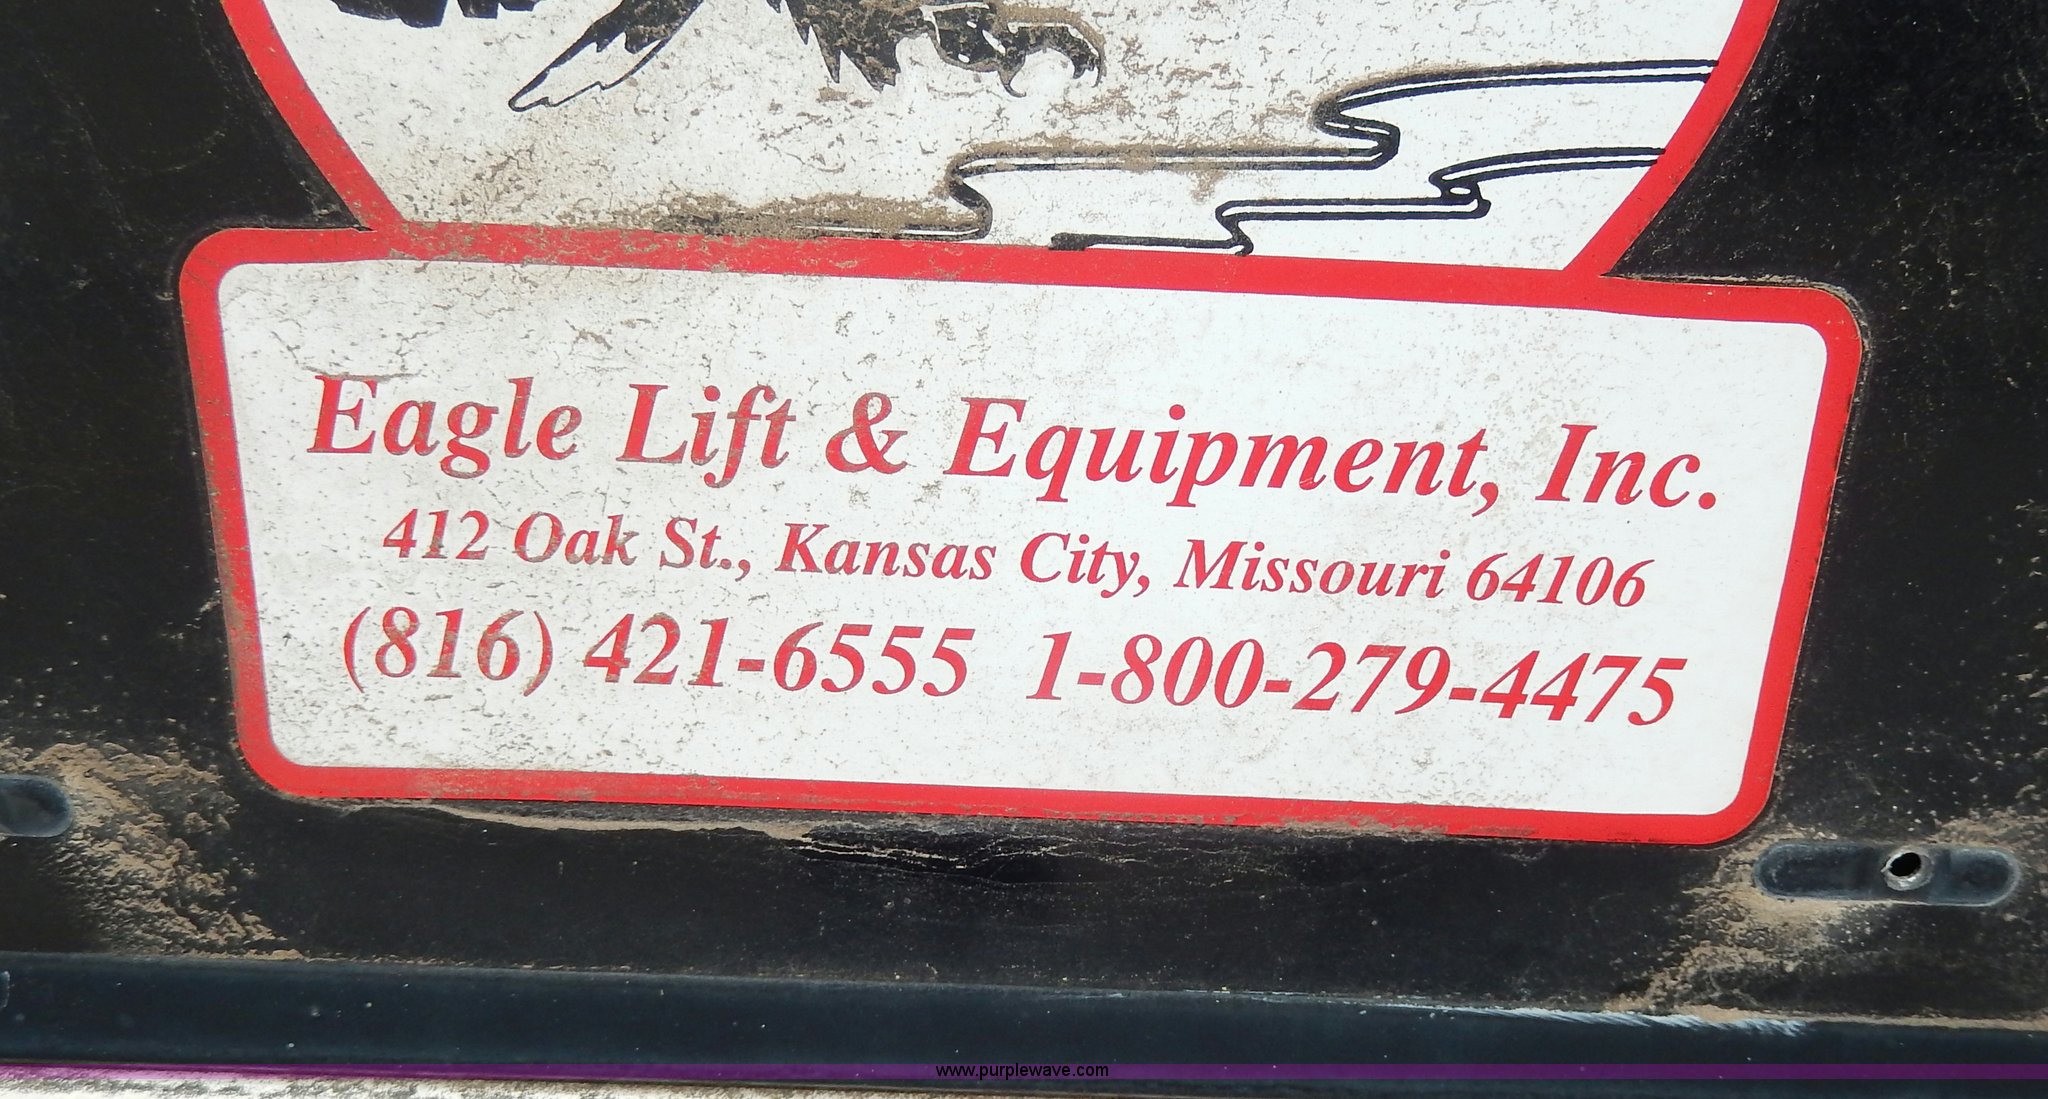 Eagle Lift & Equipment, Inc.
412 Oak St., Kansas City, Missouri 64106
(816) 421-6555 1-800-279-4475
www.purplewave.com